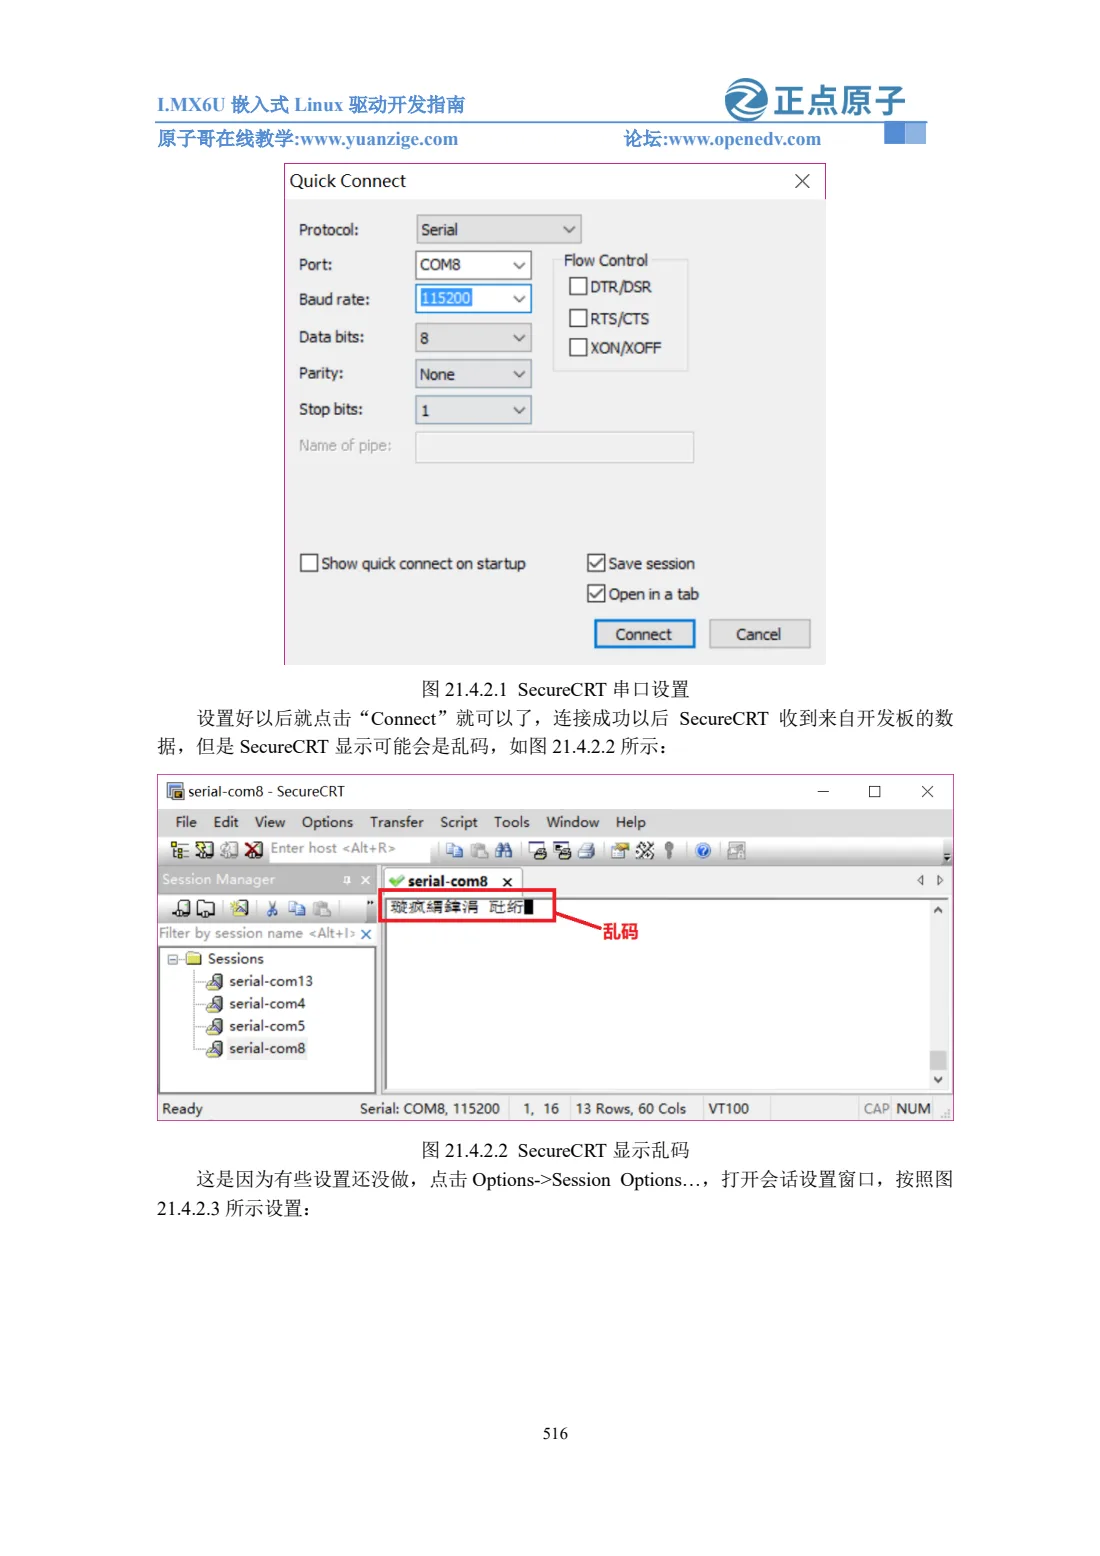 I.MX6U 嵌入式 Linux 驱动开发指南
正点原子
原子哥在线教学:www.yuanzige.com 论坛:www.openedv.com
Quick Connect
Protocol: Serial
Port: COM8
Flow Control
DTR/DSR
Baud rate: 115200
RTS/CTS
Data bits: 8
XON/XOFF
Parity: None
Stop bits: 1
Name of pipe:
Show quick connect on startup Save session
Open in a tab
Connect Cancel
图 21.4.2.1 SecureCRT 串口设置
设置好以后就点击“Connect”就可以了，连接成功以后 SecureCRT 收到来自开发板的数
据，但是 SecureCRT 显示可能会是乱码，如图 21.4.2.2 所示：
serial-com8 - SecureCRT
File Edit View Options Transfer Script Tools Window Help
Enter host <Alt+R>
Session Manager serial-com8
Filter by session name <Alt+I>
乱码
Sessions
serial-com13
serial-com4
serial-com5
serial-com8
Ready Serial: COM8, 115200 1, 16 13 Rows, 60 Cols VT100 CAP NUM
图 21.4.2.2 SecureCRT 显示乱码
这是因为有些设置还没做，点击 Options->Session Options…，打开会话设置窗口，按照图
21.4.2.3 所示设置：
516